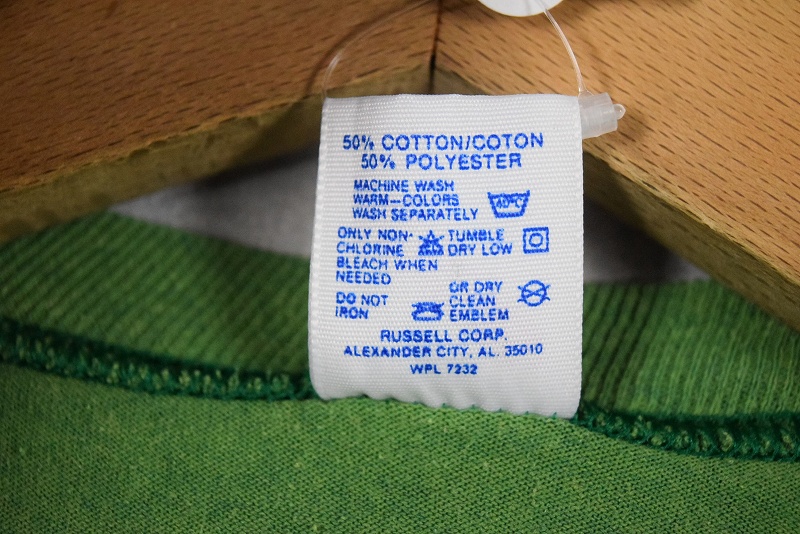 50% COTTON/COTON
50% POLYESTER
MACHINE WASH
WARM-COLORS
WASH SEPARATELY
40°C
ONLY NON-
CHLORINE
BLEACH WHEN
NEEDED
TUMBLE
DRY LOW
DO NOT
IRON
OR DRY
CLEAN
EMBLEM
RUSSELL CORP.
ALEXANDER CITY, AL. 35010
WPL 7232